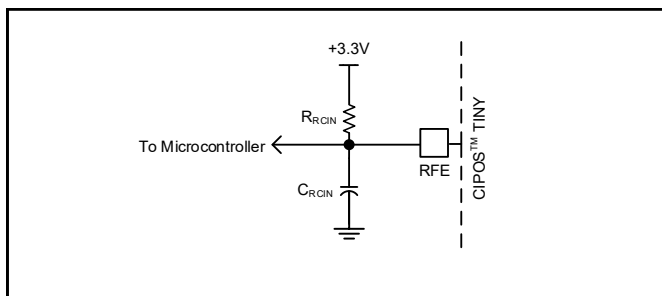 +3.3V
RRCIN
To Microcontroller
RFE
CRCIN
CIPOS™ TINY